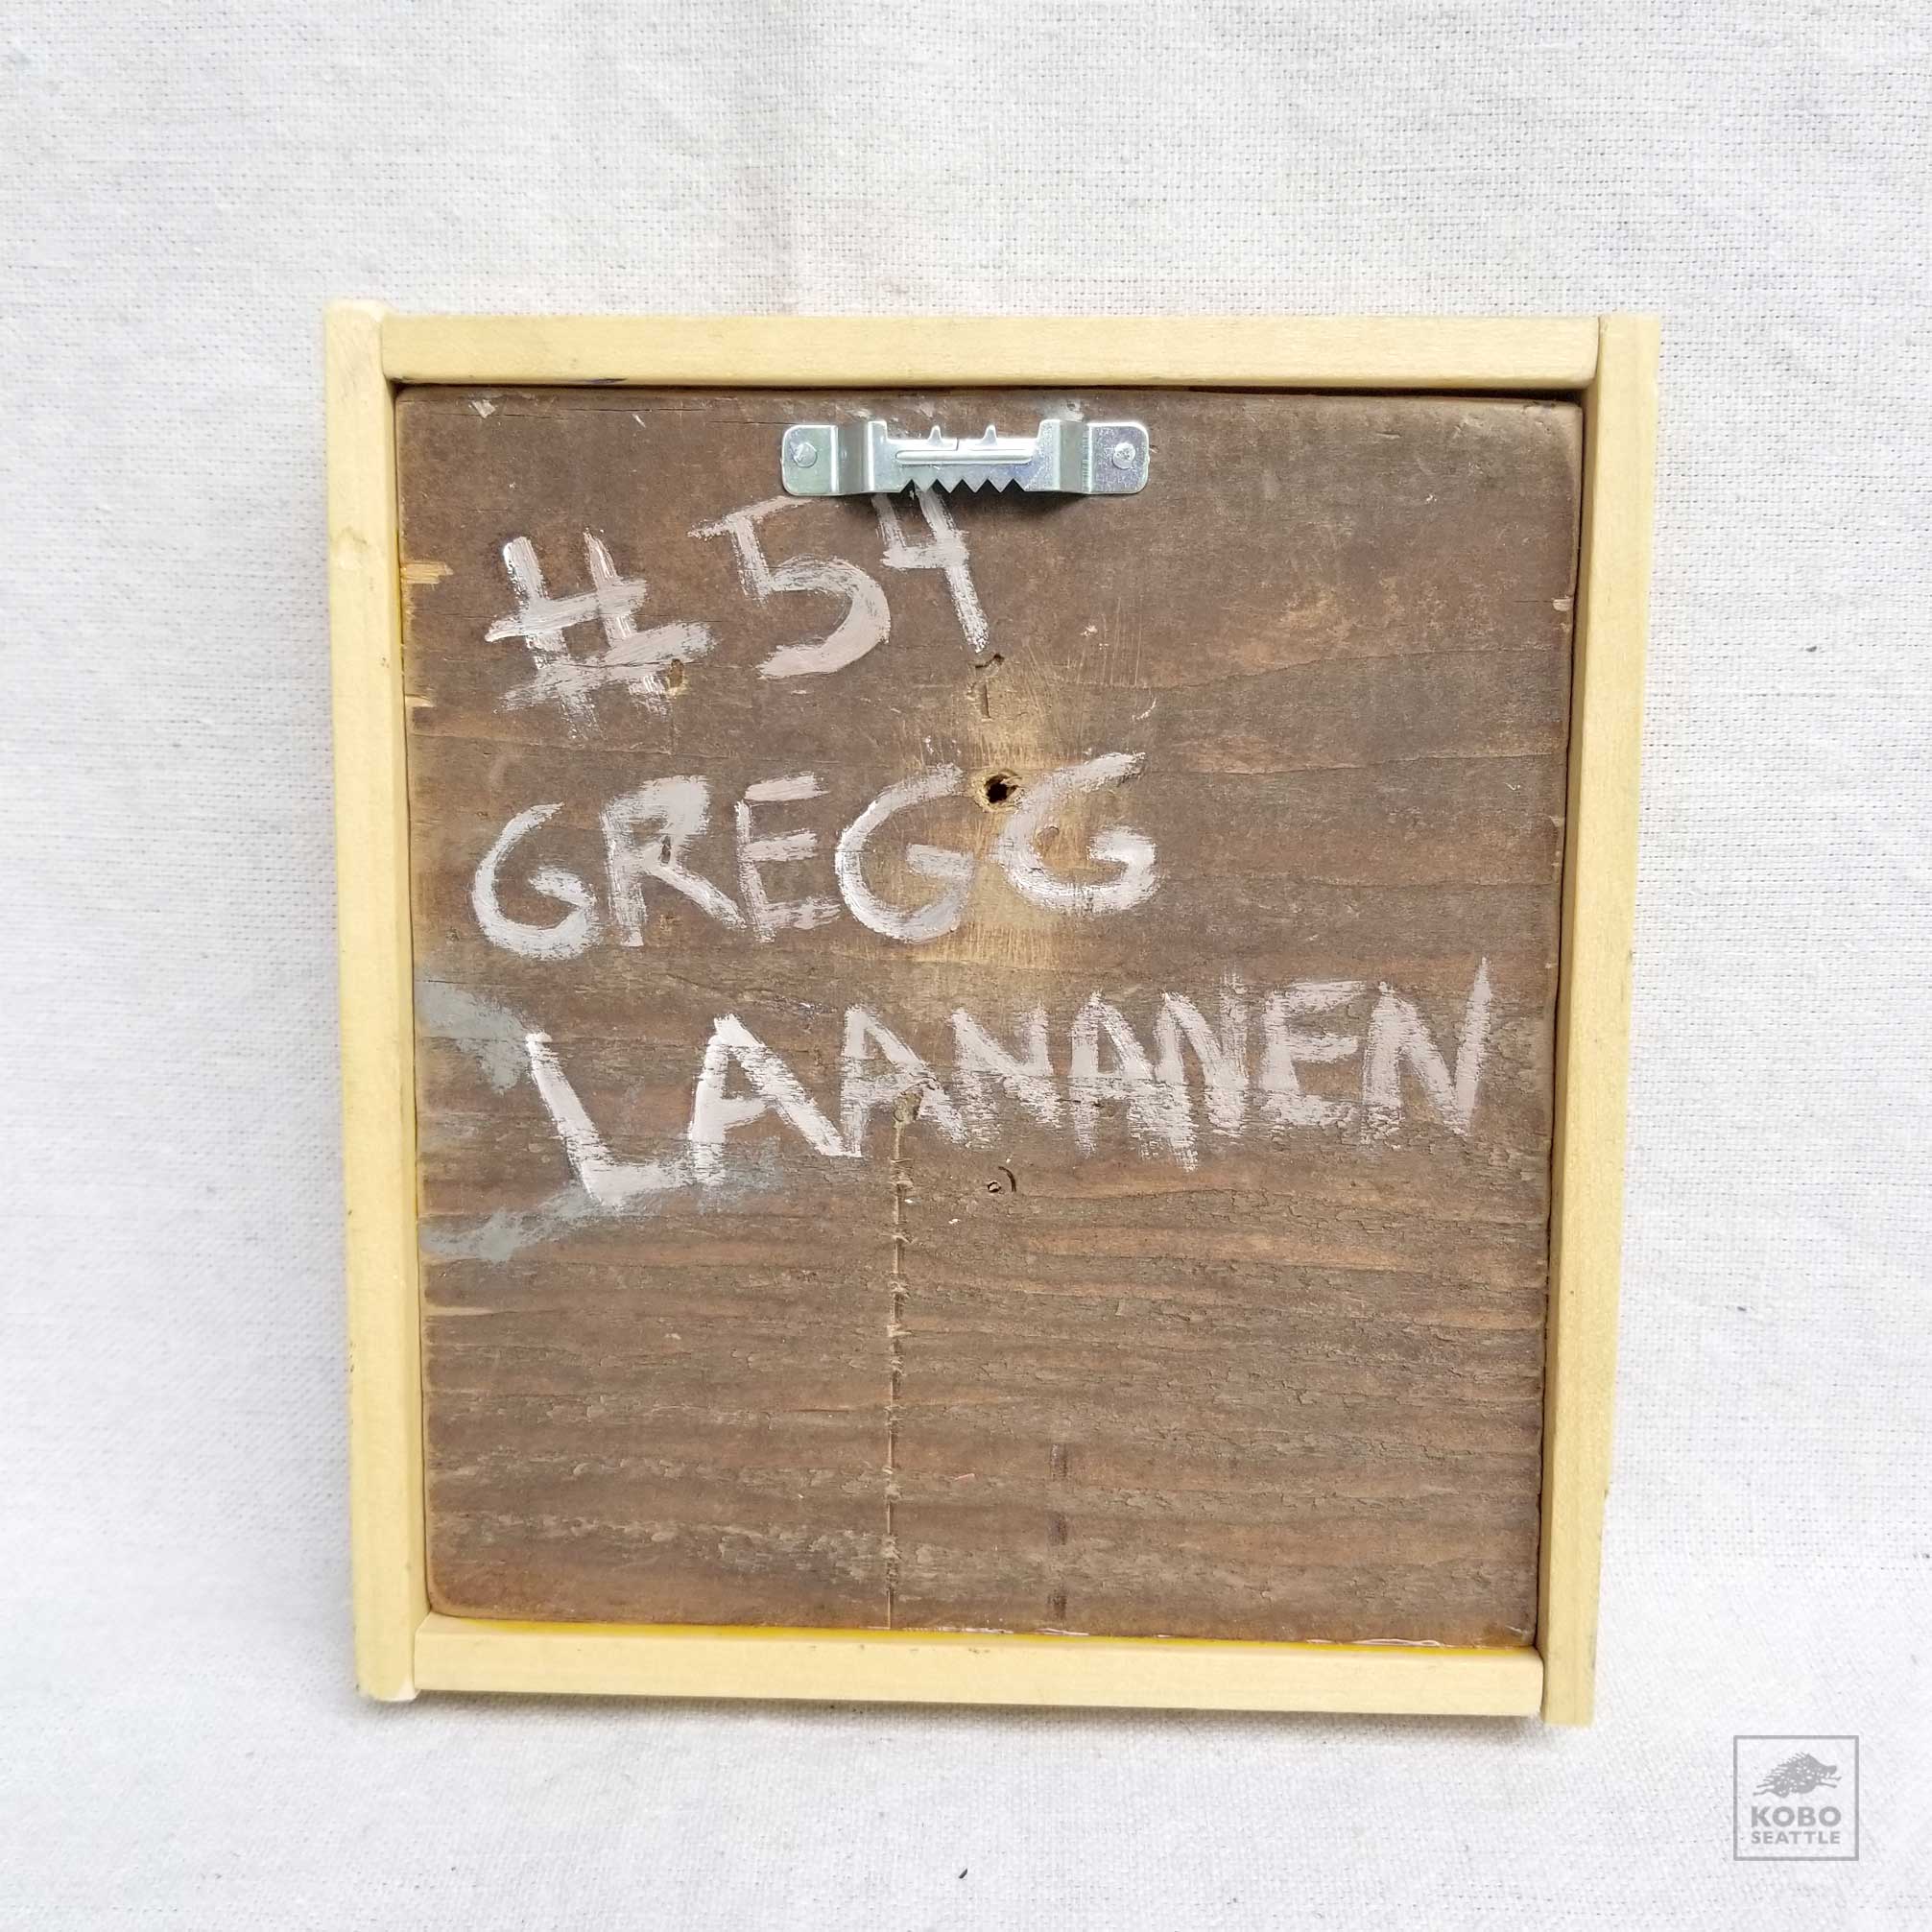 # 54
GREGG
LAANANEN
KOBO
SEATTLE